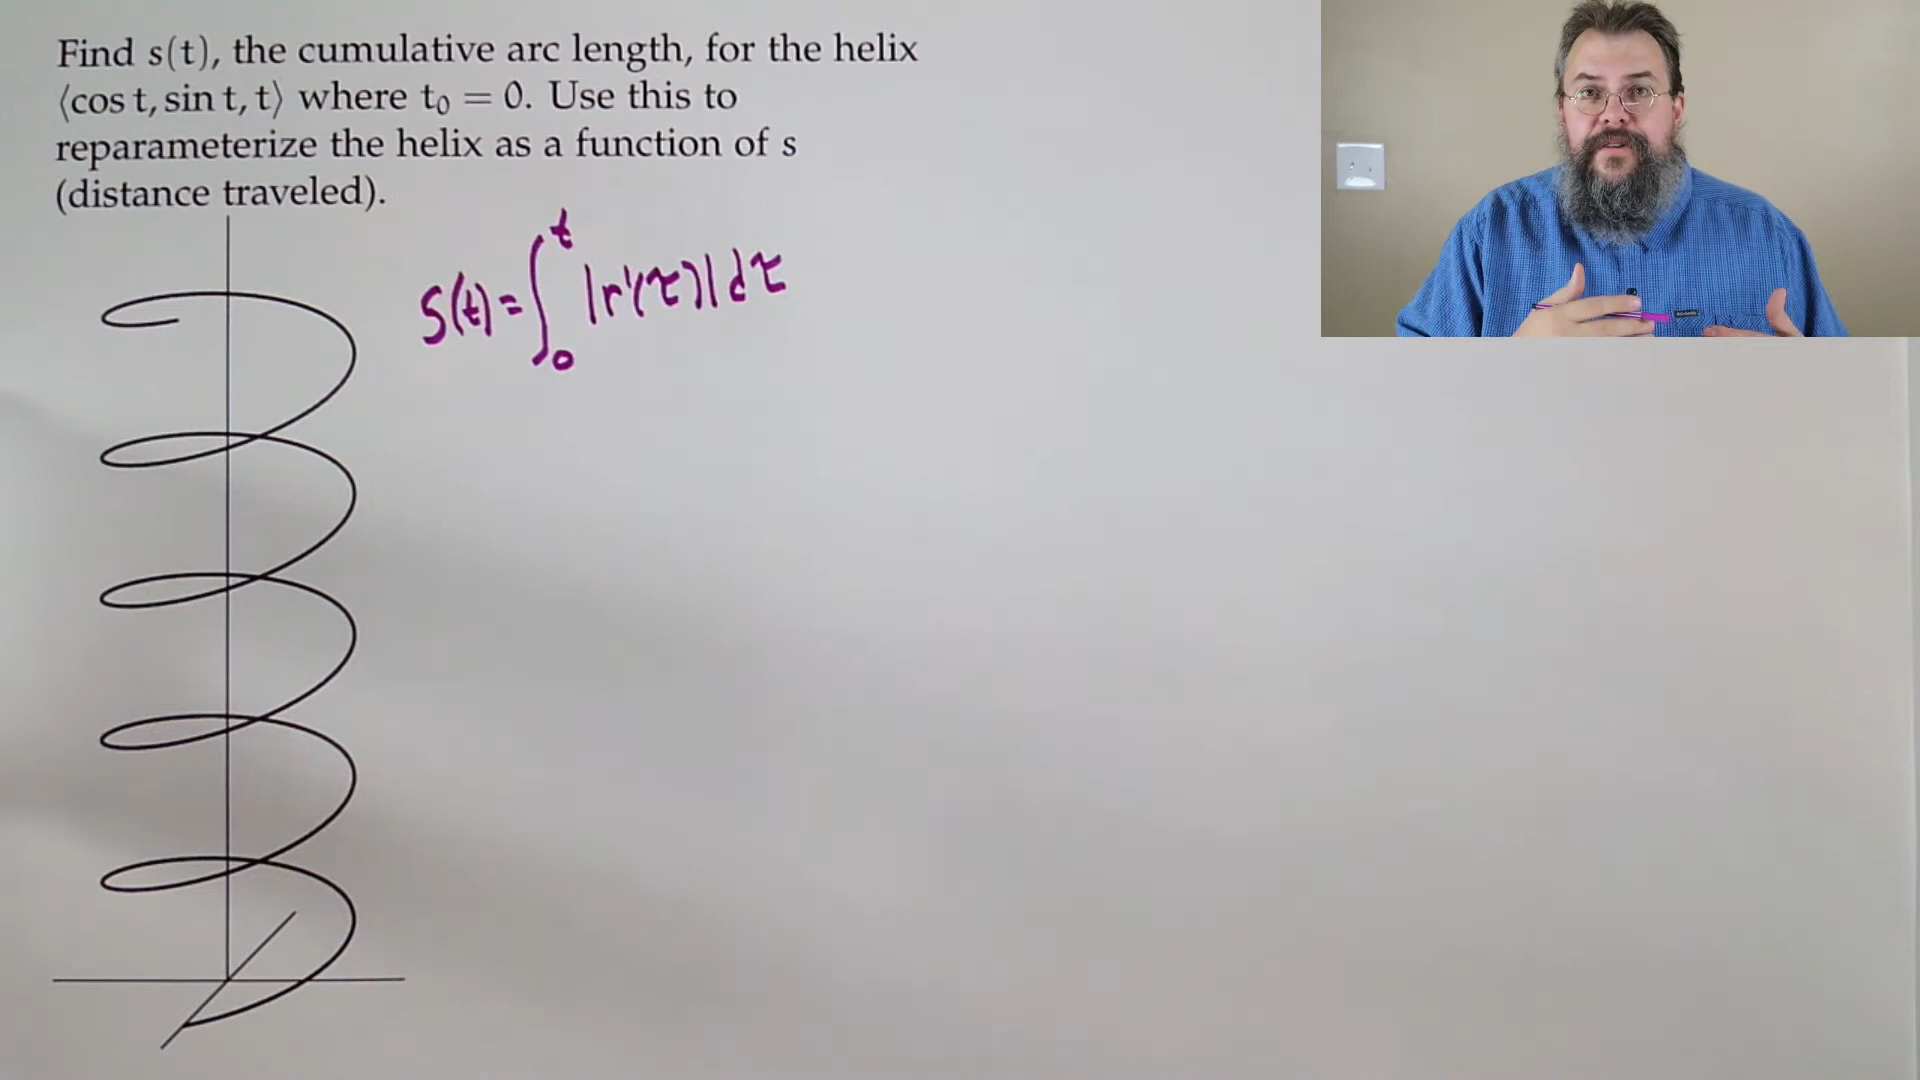 Find s(t), the cumulative arc length, for the helix
⟨cos t, sin t, t⟩ where t₀ = 0. Use this to
reparameterize the helix as a function of s
(distance traveled).
S(t) = ∫₀ᵗ |r'(τ)| dτ